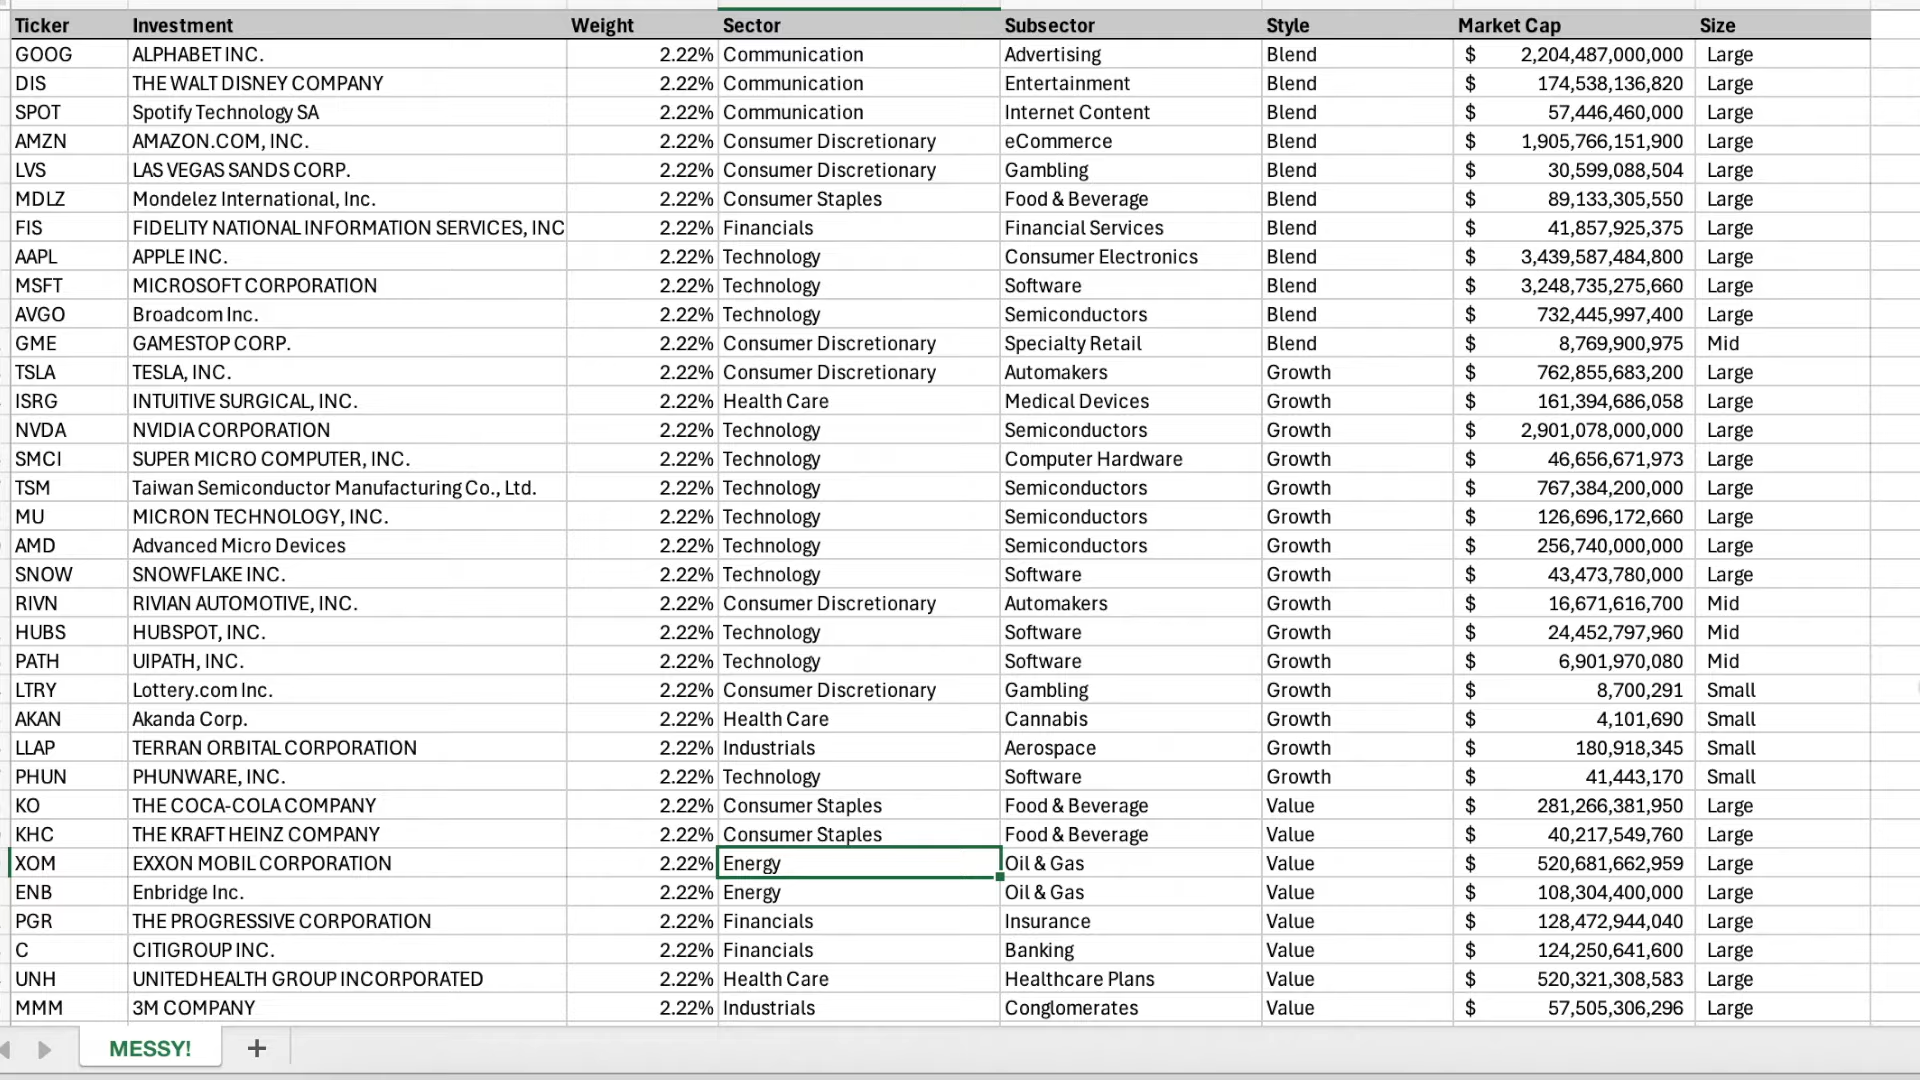 Ticker Investment Weight Sector Subsector Style Market Cap Size
GOOG ALPHABET INC. 2.22% Communication Advertising Blend $ 2,204,487,000,000 Large
DIS THE WALT DISNEY COMPANY 2.22% Communication Entertainment Blend $ 174,538,136,820 Large
SPOT Spotify Technology SA 2.22% Communication Internet Content Blend $ 57,446,460,000 Large
AMZN AMAZON.COM, INC. 2.22% Consumer Discretionary eCommerce Blend $ 1,905,766,151,900 Large
LVS LAS VEGAS SANDS CORP. 2.22% Consumer Discretionary Gambling Blend $ 30,599,088,504 Large
MDLZ Mondelez International, Inc. 2.22% Consumer Staples Food & Beverage Blend $ 89,133,305,550 Large
FIS FIDELITY NATIONAL INFORMATION SERVICES, INC 2.22% Financials Financial Services Blend $ 41,857,925,375 Large
AAPL APPLE INC. 2.22% Technology Consumer Electronics Blend $ 3,439,587,484,800 Large
MSFT MICROSOFT CORPORATION 2.22% Technology Software Blend $ 3,248,735,275,660 Large
AVGO Broadcom Inc. 2.22% Technology Semiconductors Blend $ 732,445,997,400 Large
GME GAMESTOP CORP. 2.22% Consumer Discretionary Specialty Retail Blend $ 8,769,900,975 Mid
TSLA TESLA, INC. 2.22% Consumer Discretionary Automakers Growth $ 762,855,683,200 Large
ISRG INTUITIVE SURGICAL, INC. 2.22% Health Care Medical Devices Growth $ 161,394,686,058 Large
NVDA NVIDIA CORPORATION 2.22% Technology Semiconductors Growth $ 2,901,078,000,000 Large
SMCI SUPER MICRO COMPUTER, INC. 2.22% Technology Computer Hardware Growth $ 46,656,671,973 Large
TSM Taiwan Semiconductor Manufacturing Co., Ltd. 2.22% Technology Semiconductors Growth $ 767,384,200,000 Large
MU MICRON TECHNOLOGY, INC. 2.22% Technology Semiconductors Growth $ 126,696,172,660 Large
AMD Advanced Micro Devices 2.22% Technology Semiconductors Growth $ 256,740,000,000 Large
SNOW SNOWFLAKE INC. 2.22% Technology Software Growth $ 43,473,780,000 Large
RIVN RIVIAN AUTOMOTIVE, INC. 2.22% Consumer Discretionary Automakers Growth $ 16,671,616,700 Mid
HUBS HUBSPOT, INC. 2.22% Technology Software Growth $ 24,452,797,960 Mid
PATH UIPATH, INC. 2.22% Technology Software Growth $ 6,901,970,080 Mid
LTRY Lottery.com Inc. 2.22% Consumer Discretionary Gambling Growth $ 8,700,291 Small
AKAN Akanda Corp. 2.22% Health Care Cannabis Growth $ 4,101,690 Small
LLAP TERRAN ORBITAL CORPORATION 2.22% Industrials Aerospace Growth $ 180,918,345 Small
PHUN PHUNWARE, INC. 2.22% Technology Software Growth $ 41,443,170 Small
KO THE COCA-COLA COMPANY 2.22% Consumer Staples Food & Beverage Value $ 281,266,381,950 Large
KHC THE KRAFT HEINZ COMPANY 2.22% Consumer Staples Food & Beverage Value $ 40,217,549,760 Large
XOM EXXON MOBIL CORPORATION 2.22% Energy Oil & Gas Value $ 520,681,662,959 Large
ENB Enbridge Inc. 2.22% Energy Oil & Gas Value $ 108,304,400,000 Large
PGR THE PROGRESSIVE CORPORATION 2.22% Financials Insurance Value $ 128,472,944,040 Large
C CITIGROUP INC. 2.22% Financials Banking Value $ 124,250,641,600 Large
UNH UNITEDHEALTH GROUP INCORPORATED 2.22% Health Care Healthcare Plans Value $ 520,321,308,583 Large
MMM 3M COMPANY 2.22% Industrials Conglomerates Value $ 57,505,306,296 Large
MESSY! +